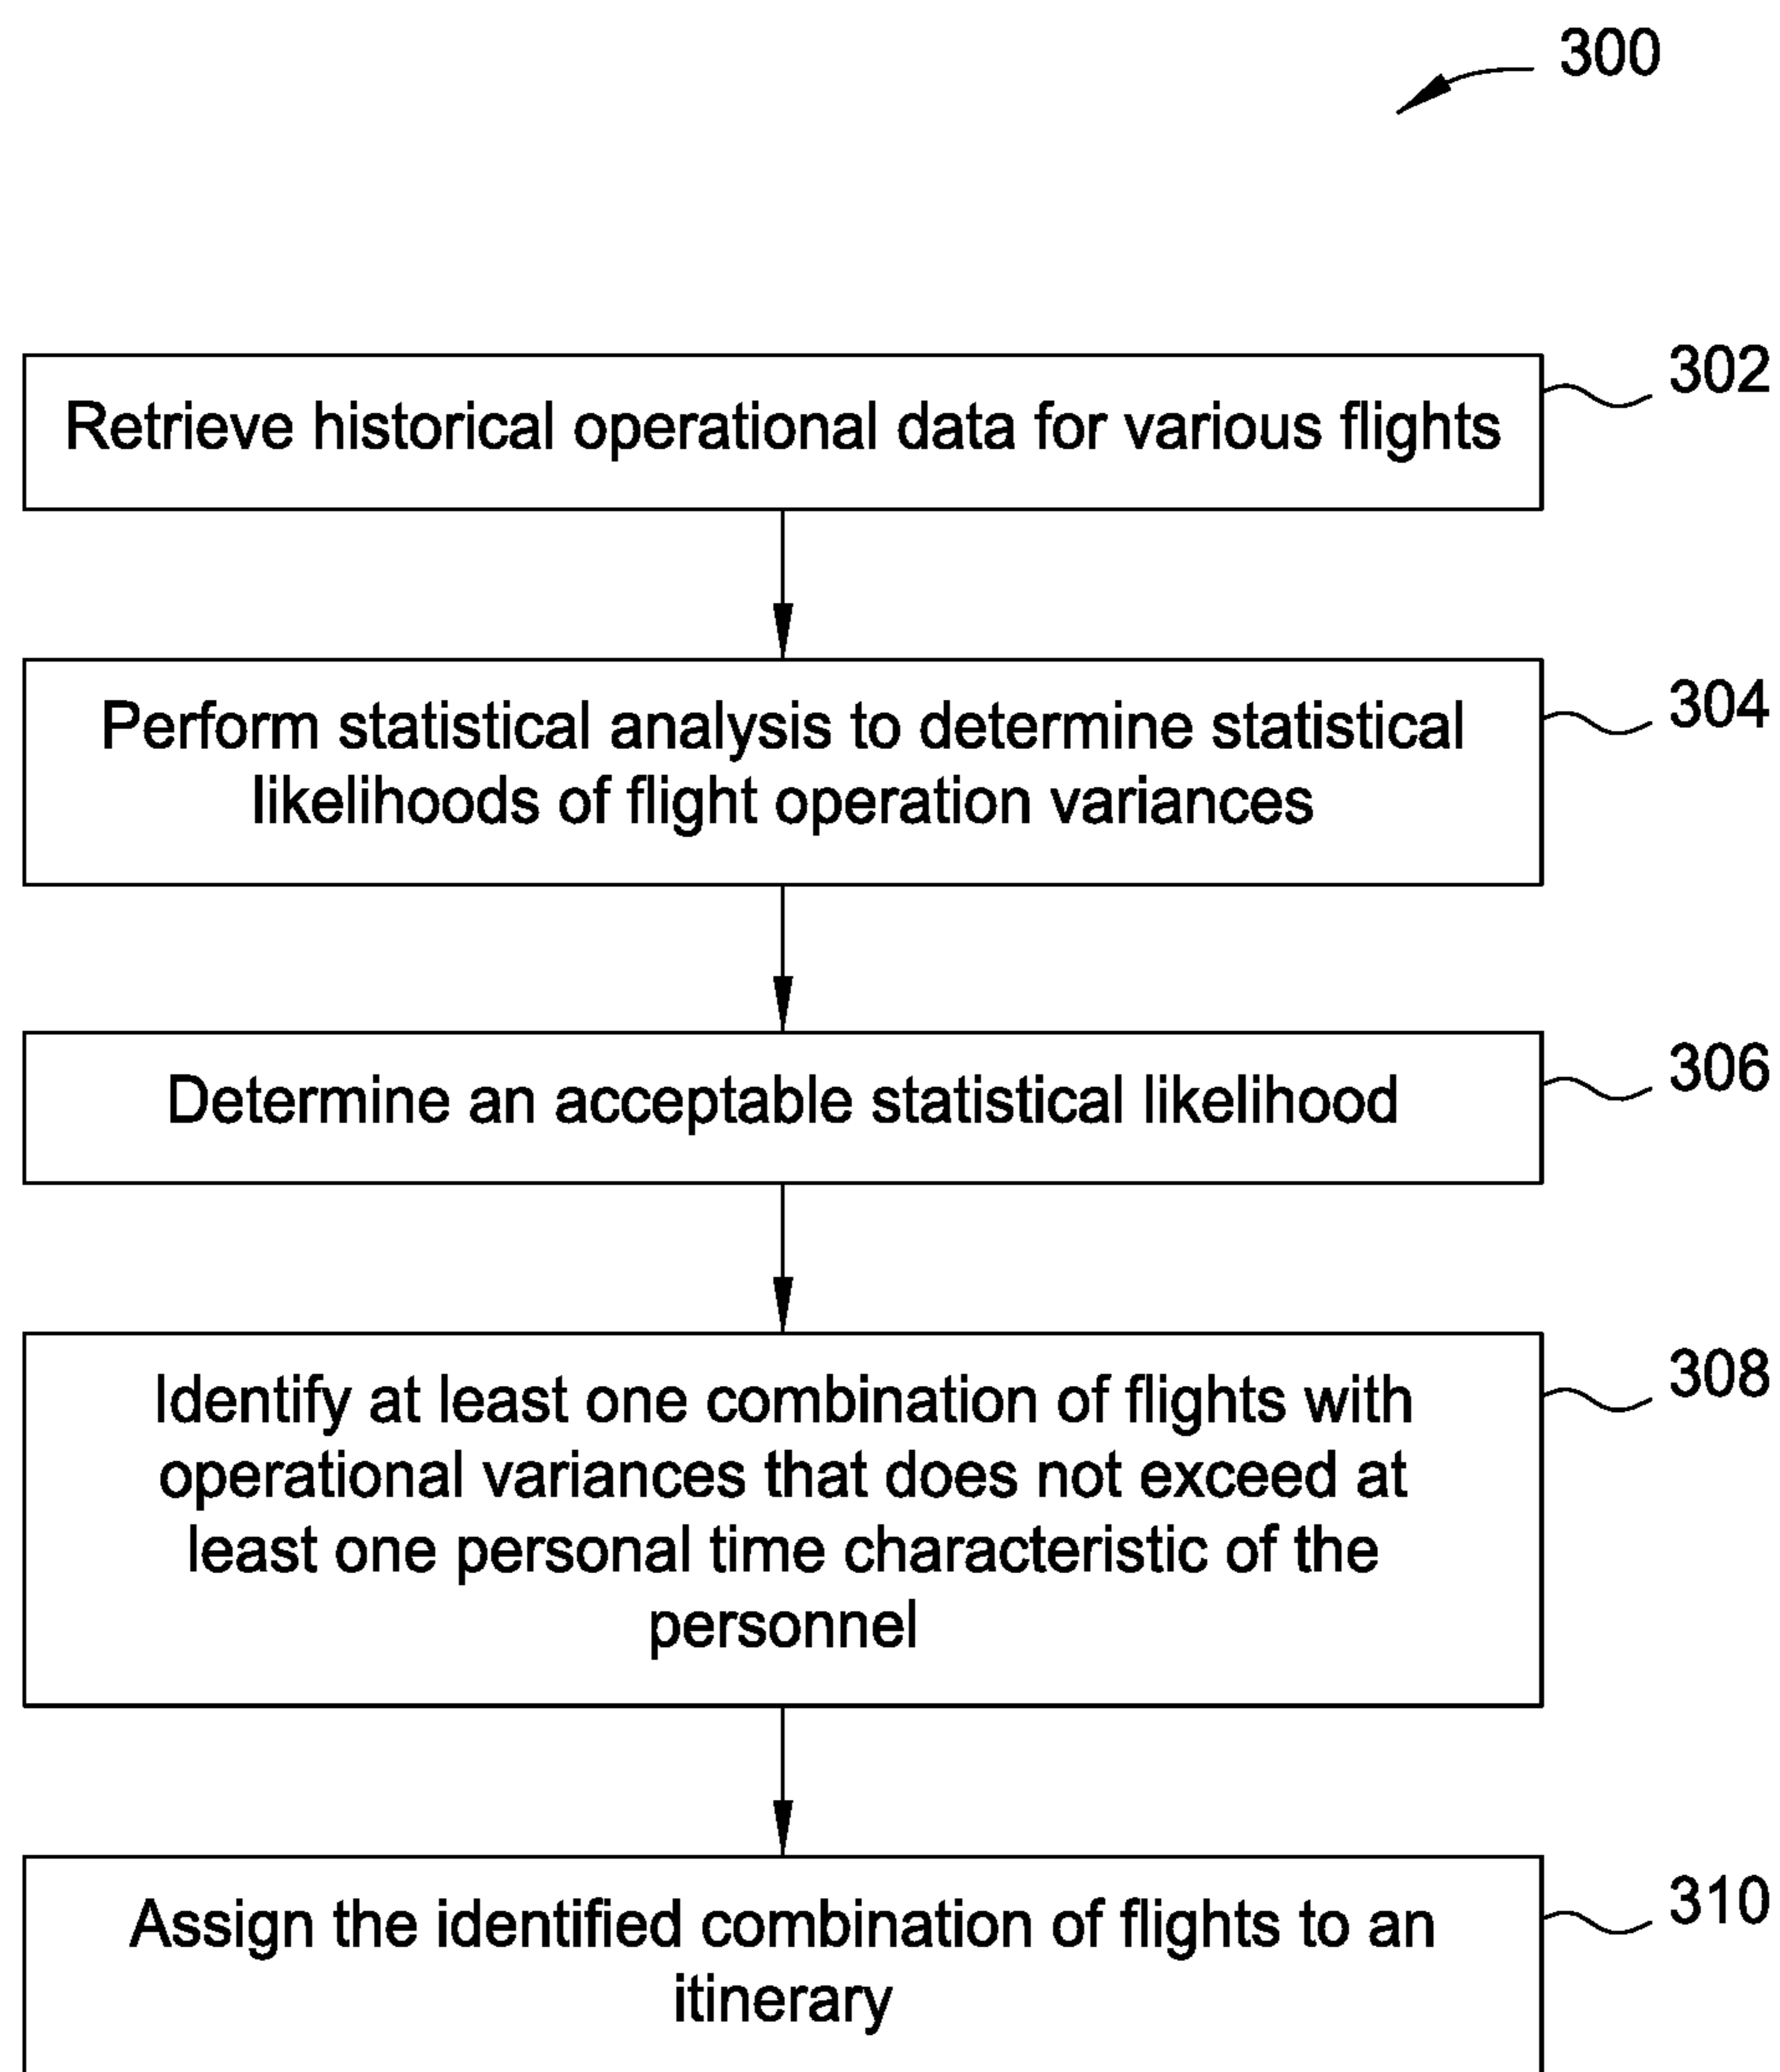 300
Retrieve historical operational data for various flights
302
Perform statistical analysis to determine statistical
likelihoods of flight operation variances
304
Determine an acceptable statistical likelihood
306
Identify at least one combination of flights with
operational variances that does not exceed at
least one personal time characteristic of the
personnel
308
Assign the identified combination of flights to an
itinerary
310